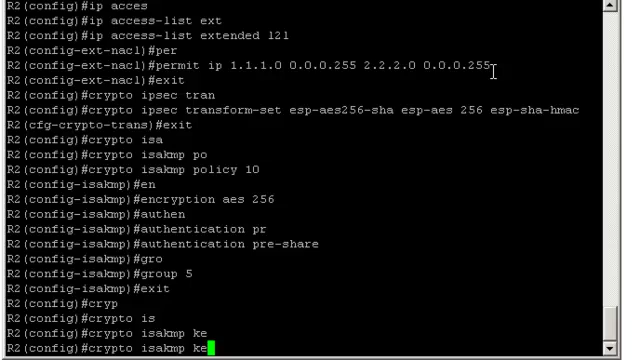 R2(config)#ip acces
R2(config)#ip access-list ext
R2(config)#ip access-list extended 121
R2(config-ext-nacl)#per
R2(config-ext-nacl)#permit ip 1.1.1.0 0.0.0.255 2.2.2.0 0.0.0.255
R2(config-ext-nacl)#exit
R2(config)#crypto ipsec tran
R2(config)#crypto ipsec transform-set esp-aes256-sha esp-aes 256 esp-sha-hmac
R2(cfg-crypto-trans)#exit
R2(config)#crypto isa
R2(config)#crypto isakmp po
R2(config)#crypto isakmp policy 10
R2(config-isakmp)#en
R2(config-isakmp)#encryption aes 256
R2(config-isakmp)#authen
R2(config-isakmp)#authentication pr
R2(config-isakmp)#authentication pre-share
R2(config-isakmp)#gro
R2(config-isakmp)#group 5
R2(config-isakmp)#exit
R2(config)#cryp
R2(config)#crypto is
R2(config)#crypto isakmp ke
R2(config)#crypto isakmp ke